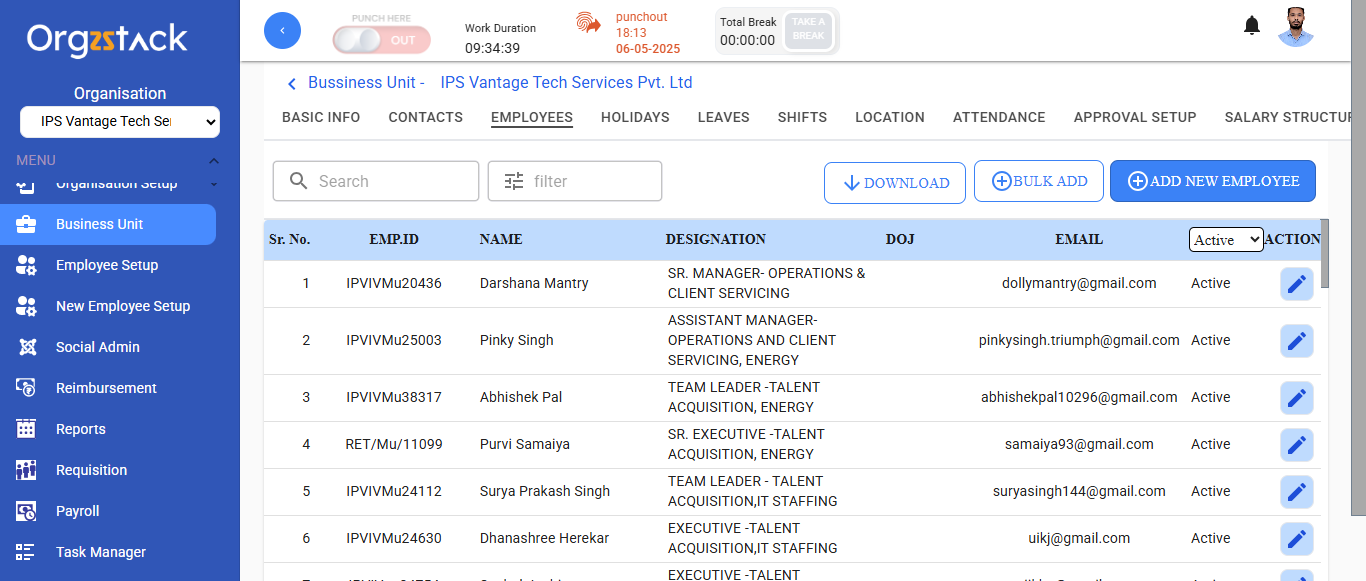 Orgzstack
Organisation
IPS Vantage Tech Ser
MENU
Organisation Setup
Business Unit
Employee Setup
New Employee Setup
Social Admin
Reimbursement
Reports
Requisition
Payroll
Task Manager
PUNCH HERE
OUT
Work Duration
09:34:39
punchout
18:13
06-05-2025
Total Break
00:00:00
TAKE A
BREAK
Bussiness Unit - IPS Vantage Tech Services Pvt. Ltd
BASIC INFO CONTACTS EMPLOYEES HOLIDAYS LEAVES SHIFTS LOCATION ATTENDANCE APPROVAL SETUP SALARY STRUCTUR
Search filter DOWNLOAD BULK ADD ADD NEW EMPLOYEE
Sr. No. EMP.ID NAME DESIGNATION DOJ EMAIL Active ACTION
1 IPVIVMu20436 Darshana Mantry SR. MANAGER- OPERATIONS &
CLIENT SERVICING dollymantry@gmail.com Active
2 IPVIVMu25003 Pinky Singh ASSISTANT MANAGER-
OPERATIONS AND CLIENT
SERVICING, ENERGY pinkysingh.triumph@gmail.com Active
3 IPVIVMu38317 Abhishek Pal TEAM LEADER -TALENT
ACQUISITION, ENERGY abhishekpal10296@gmail.com Active
4 RET/Mu/11099 Purvi Samaiya SR. EXECUTIVE -TALENT
ACQUISITION, ENERGY samaiya93@gmail.com Active
5 IPVIVMu24112 Surya Prakash Singh TEAM LEADER - TALENT
ACQUISITION,IT STAFFING suryasingh144@gmail.com Active
6 IPVIVMu24630 Dhanashree Herekar EXECUTIVE -TALENT
ACQUISITION,IT STAFFING uikj@gmail.com Active
EXECUTIVE -TALENT